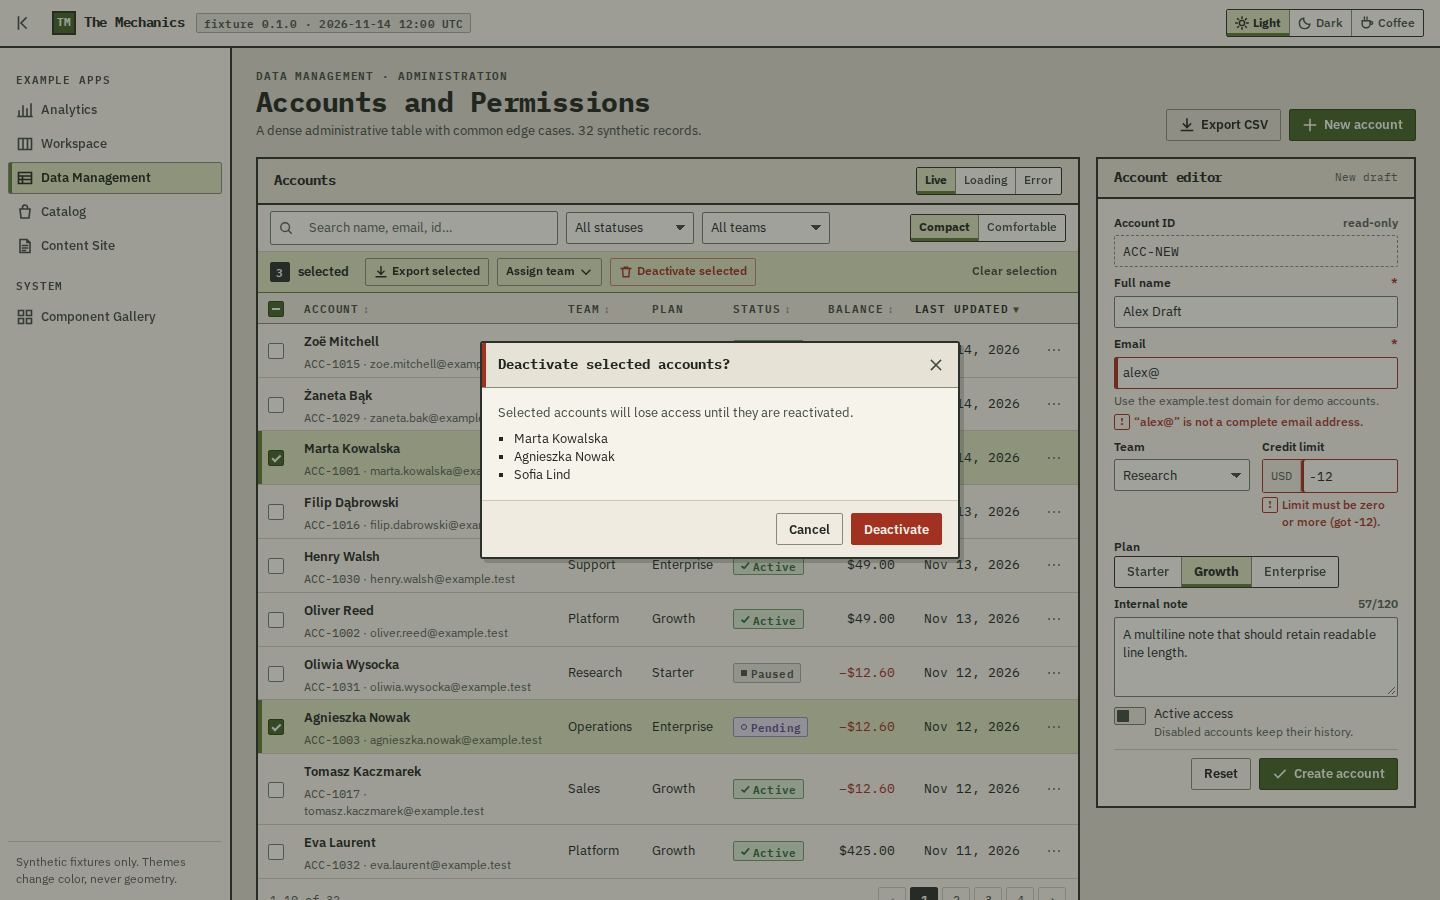 TM The Mechanics fixture 0.1.0 · 2026-11-14 12:00 UTC Light Dark Coffee
EXAMPLE APPS
Analytics
Workspace
Data Management
Catalog
Content Site
SYSTEM
Component Gallery
Synthetic fixtures only. Themes
change color, never geometry.
DATA MANAGEMENT · ADMINISTRATION
Accounts and Permissions
A dense administrative table with common edge cases. 32 synthetic records.
Export CSV New account
Accounts Live Loading Error
Search name, email, id... All statuses All teams Compact Comfortable
3 selected Export selected Assign team Deactivate selected Clear selection
ACCOUNT TEAM PLAN STATUS BALANCE LAST UPDATED
Zoë Mitchell
ACC-1015 · zoe.mitchell@ 14, 2026
Żaneta Bąk
ACC-1029 · zaneta.bak@ 14, 2026
Marta Kowalska
ACC-1001 · marta.kowalska@ 14, 2026
Filip Dąbrowski
ACC-1016 · filip.dabrowski@ 13, 2026
Henry Walsh
ACC-1030 · henry.walsh@example.test Support Enterprise Active $49.00 Nov 13, 2026
Oliver Reed
ACC-1002 · oliver.reed@example.test Platform Growth Active $49.00 Nov 13, 2026
Oliwia Wysocka
ACC-1031 · oliwia.wysocka@example.test Research Starter Paused −$12.60 Nov 12, 2026
Agnieszka Nowak
ACC-1003 · agnieszka.nowak@example.test Operations Enterprise Pending −$12.60 Nov 12, 2026
Tomasz Kaczmarek
ACC-1017 · Sales Growth Active −$12.60 Nov 12, 2026
tomaszkaczmarek@example.test
Eva Laurent
ACC-1032 · eva.laurent@example.test Platform Growth Active $425.00 Nov 11, 2026
1-10 of 32 1 2 3 4
Deactivate selected accounts?
Selected accounts will lose access until they are reactivated.
Marta Kowalska
Agnieszka Nowak
Sofia Lind
Cancel Deactivate
Account editor New draft
Account ID read-only
ACC-NEW
Full name *
Alex Draft
Email *
alex@
Use the example.test domain for demo accounts.
! “alex@” is not a complete email address.
Team Credit limit
Research USD -12
! Limit must be zero
or more (got -12).
Plan
Starter Growth Enterprise
Internal note 57/120
A multiline note that should retain readable
line length.
Active access
Disabled accounts keep their history.
Reset Create account